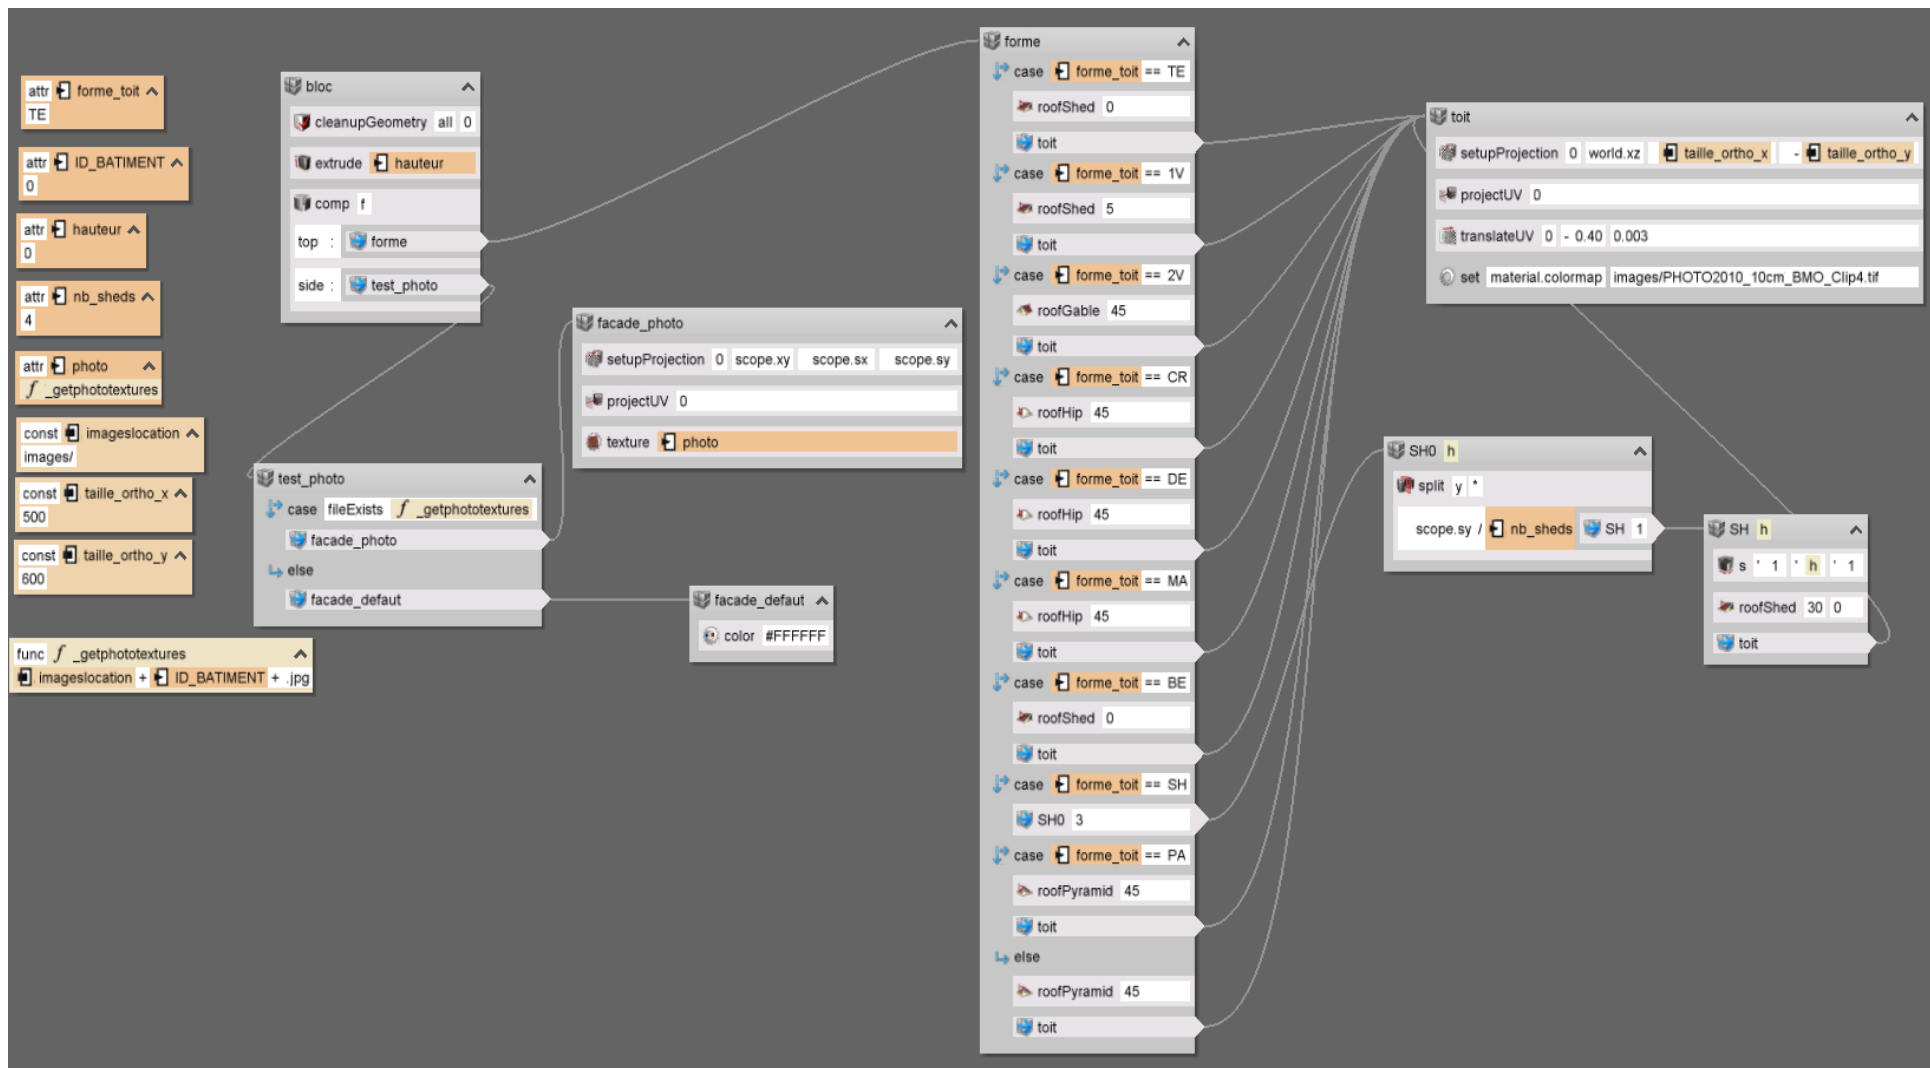 attr forme_toit
TE
attr ID_BATIMENT
0
attr hauteur
0
attr nb_sheds
4
attr photo
f _getphototextures
const imageslocation
images/
const taille_ortho_x
500
const taille_ortho_y
600
func f _getphototextures
imageslocation + ID_BATIMENT + .jpg
bloc
cleanupGeometry all 0
extrude hauteur
comp f
top : forme
side : test_photo
test_photo
case fileExists f _getphototextures
facade_photo
else
facade_defaut
facade_photo
setupProjection 0 scope.xy scope.sx scope.sy
projectUV 0
texture photo
facade_defaut
color #FFFFFF
forme
case forme_toit == TE
roofShed 0
toit
case forme_toit == 1V
roofShed 5
toit
case forme_toit == 2V
roofGable 45
toit
case forme_toit == CR
roofHip 45
toit
case forme_toit == DE
roofHip 45
toit
case forme_toit == MA
roofHip 45
toit
case forme_toit == BE
roofShed 0
toit
case forme_toit == SH
SH0 3
case forme_toit == PA
roofPyramid 45
toit
else
roofPyramid 45
toit
toit
setupProjection 0 world.xz taille_ortho_x - taille_ortho_y
projectUV 0
translateUV 0 - 0.40 0.003
set material.colormap images/PHOTO2010_10cm_BMO_Clip4.tif
SH0 h
split y *
scope.sy / nb_sheds SH 1
SH h
s ' 1 ' h ' 1
roofShed 30 0
toit